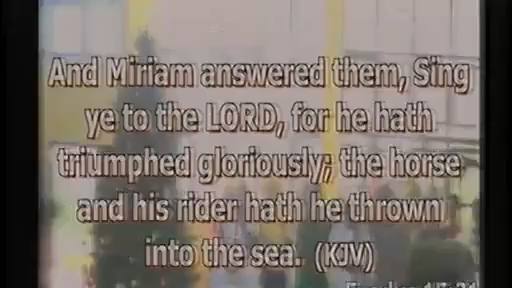 And Miriam answered them, Sing
ye to the LORD, for he hath
triumphed gloriously; the horse
and his rider hath he thrown
into the sea. (KJV)